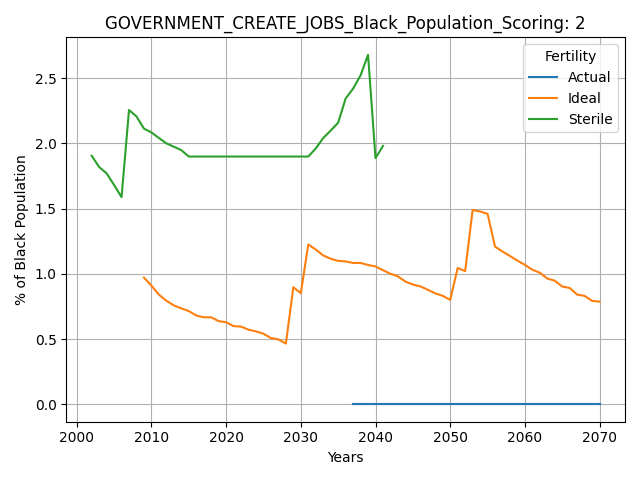 GOVERNMENT_CREATE_JOBS_Black_Population_Scoring: 2
Fertility
Actual
Ideal
Sterile
% of Black Population
2.5
2.0
1.5
1.0
0.5
0.0
2000 2010 2020 2030 2040 2050 2060 2070
Years